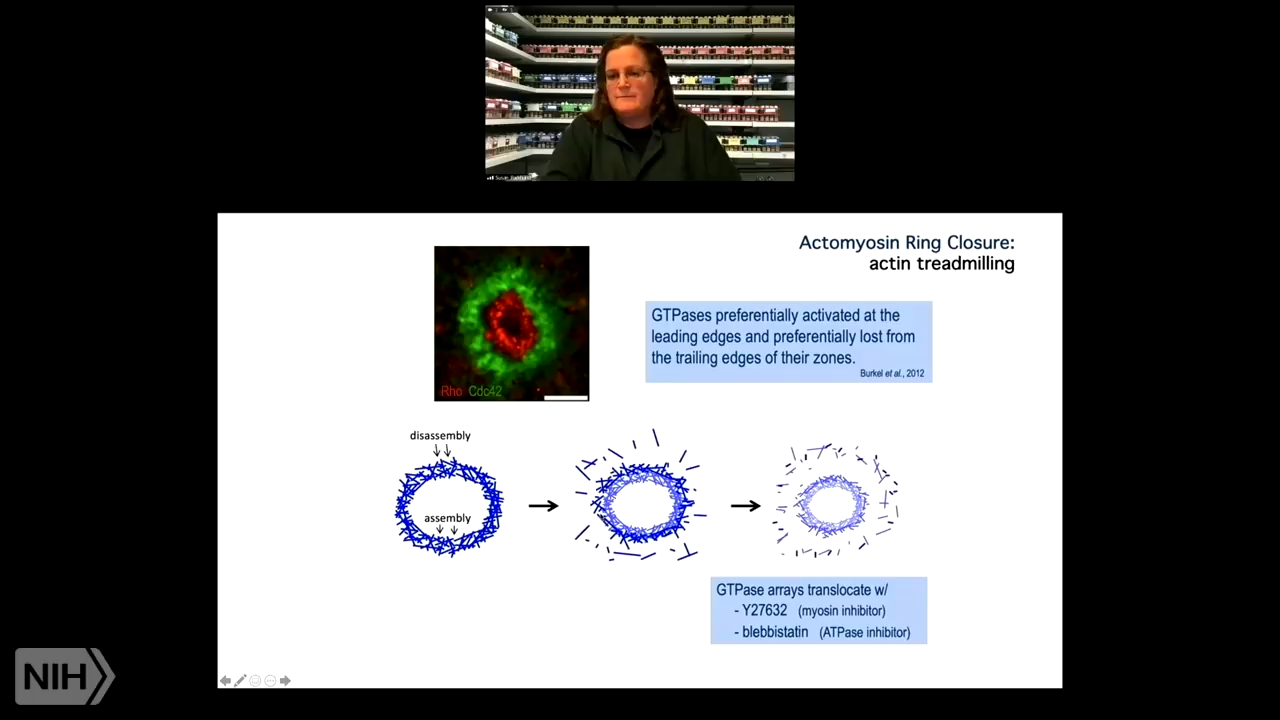 Actomyosin Ring Closure:
actin treadmilling
GTPases preferentially activated at the
leading edges and preferentially lost from
the trailing edges of their zones.
Burkel et al., 2012
Rho Cdc42
disassembly
assembly
GTPase arrays translocate w/
- Y27632 (myosin inhibitor)
- blebbistatin (ATPase inhibitor)
NIH